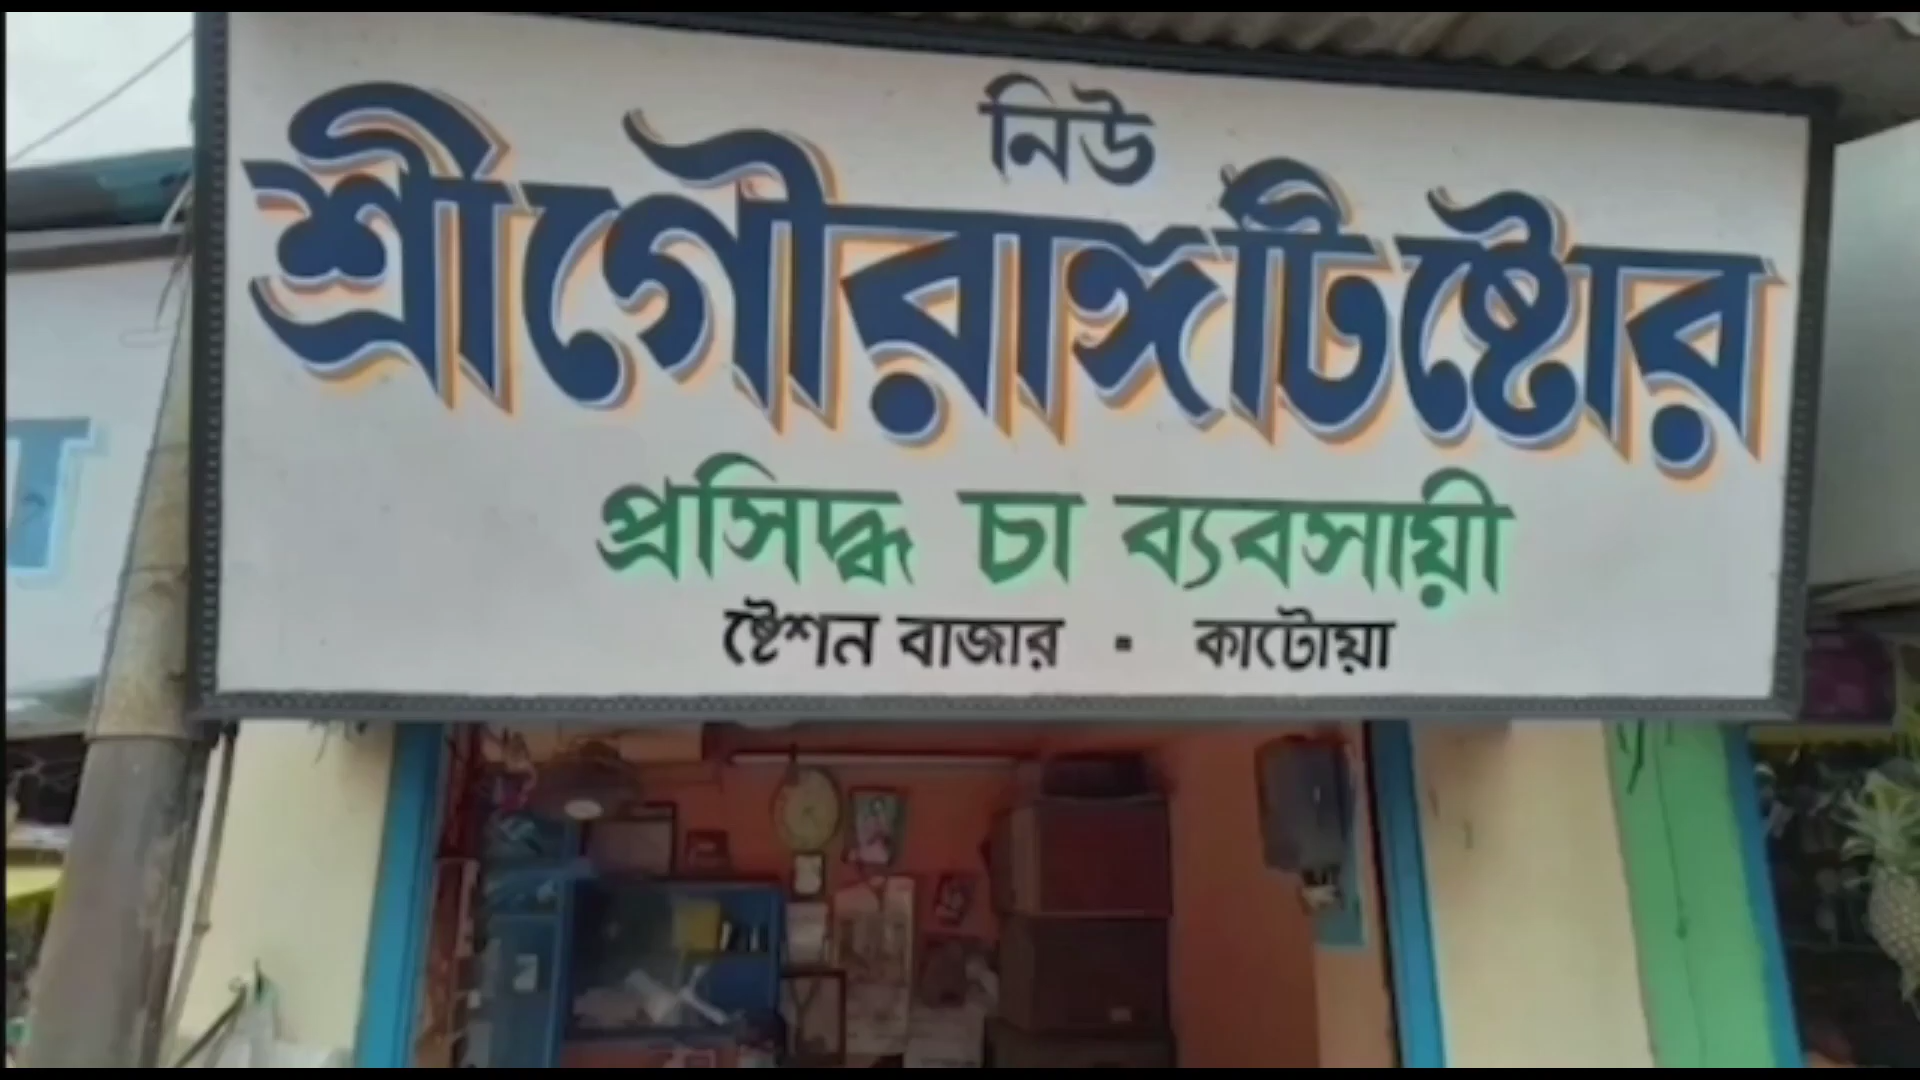 নিউ
শ্রীগৌরাঙ্গ টি ষ্টোর
প্রসিদ্ধ চা ব্যবসায়ী
ষ্টেশন বাজার • কাটোয়া